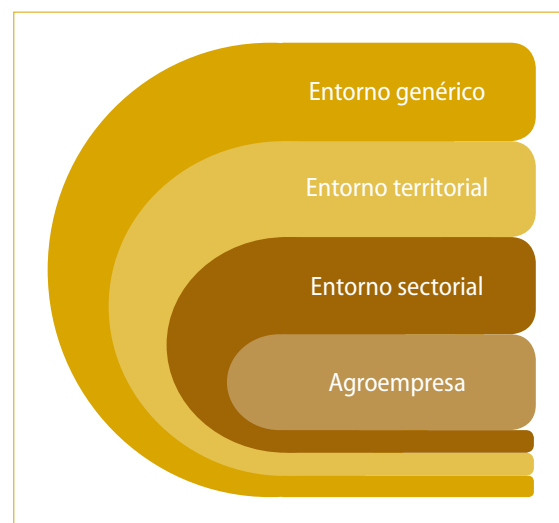 Entorno genérico
Entorno territorial
Entorno sectorial
Agroempresa